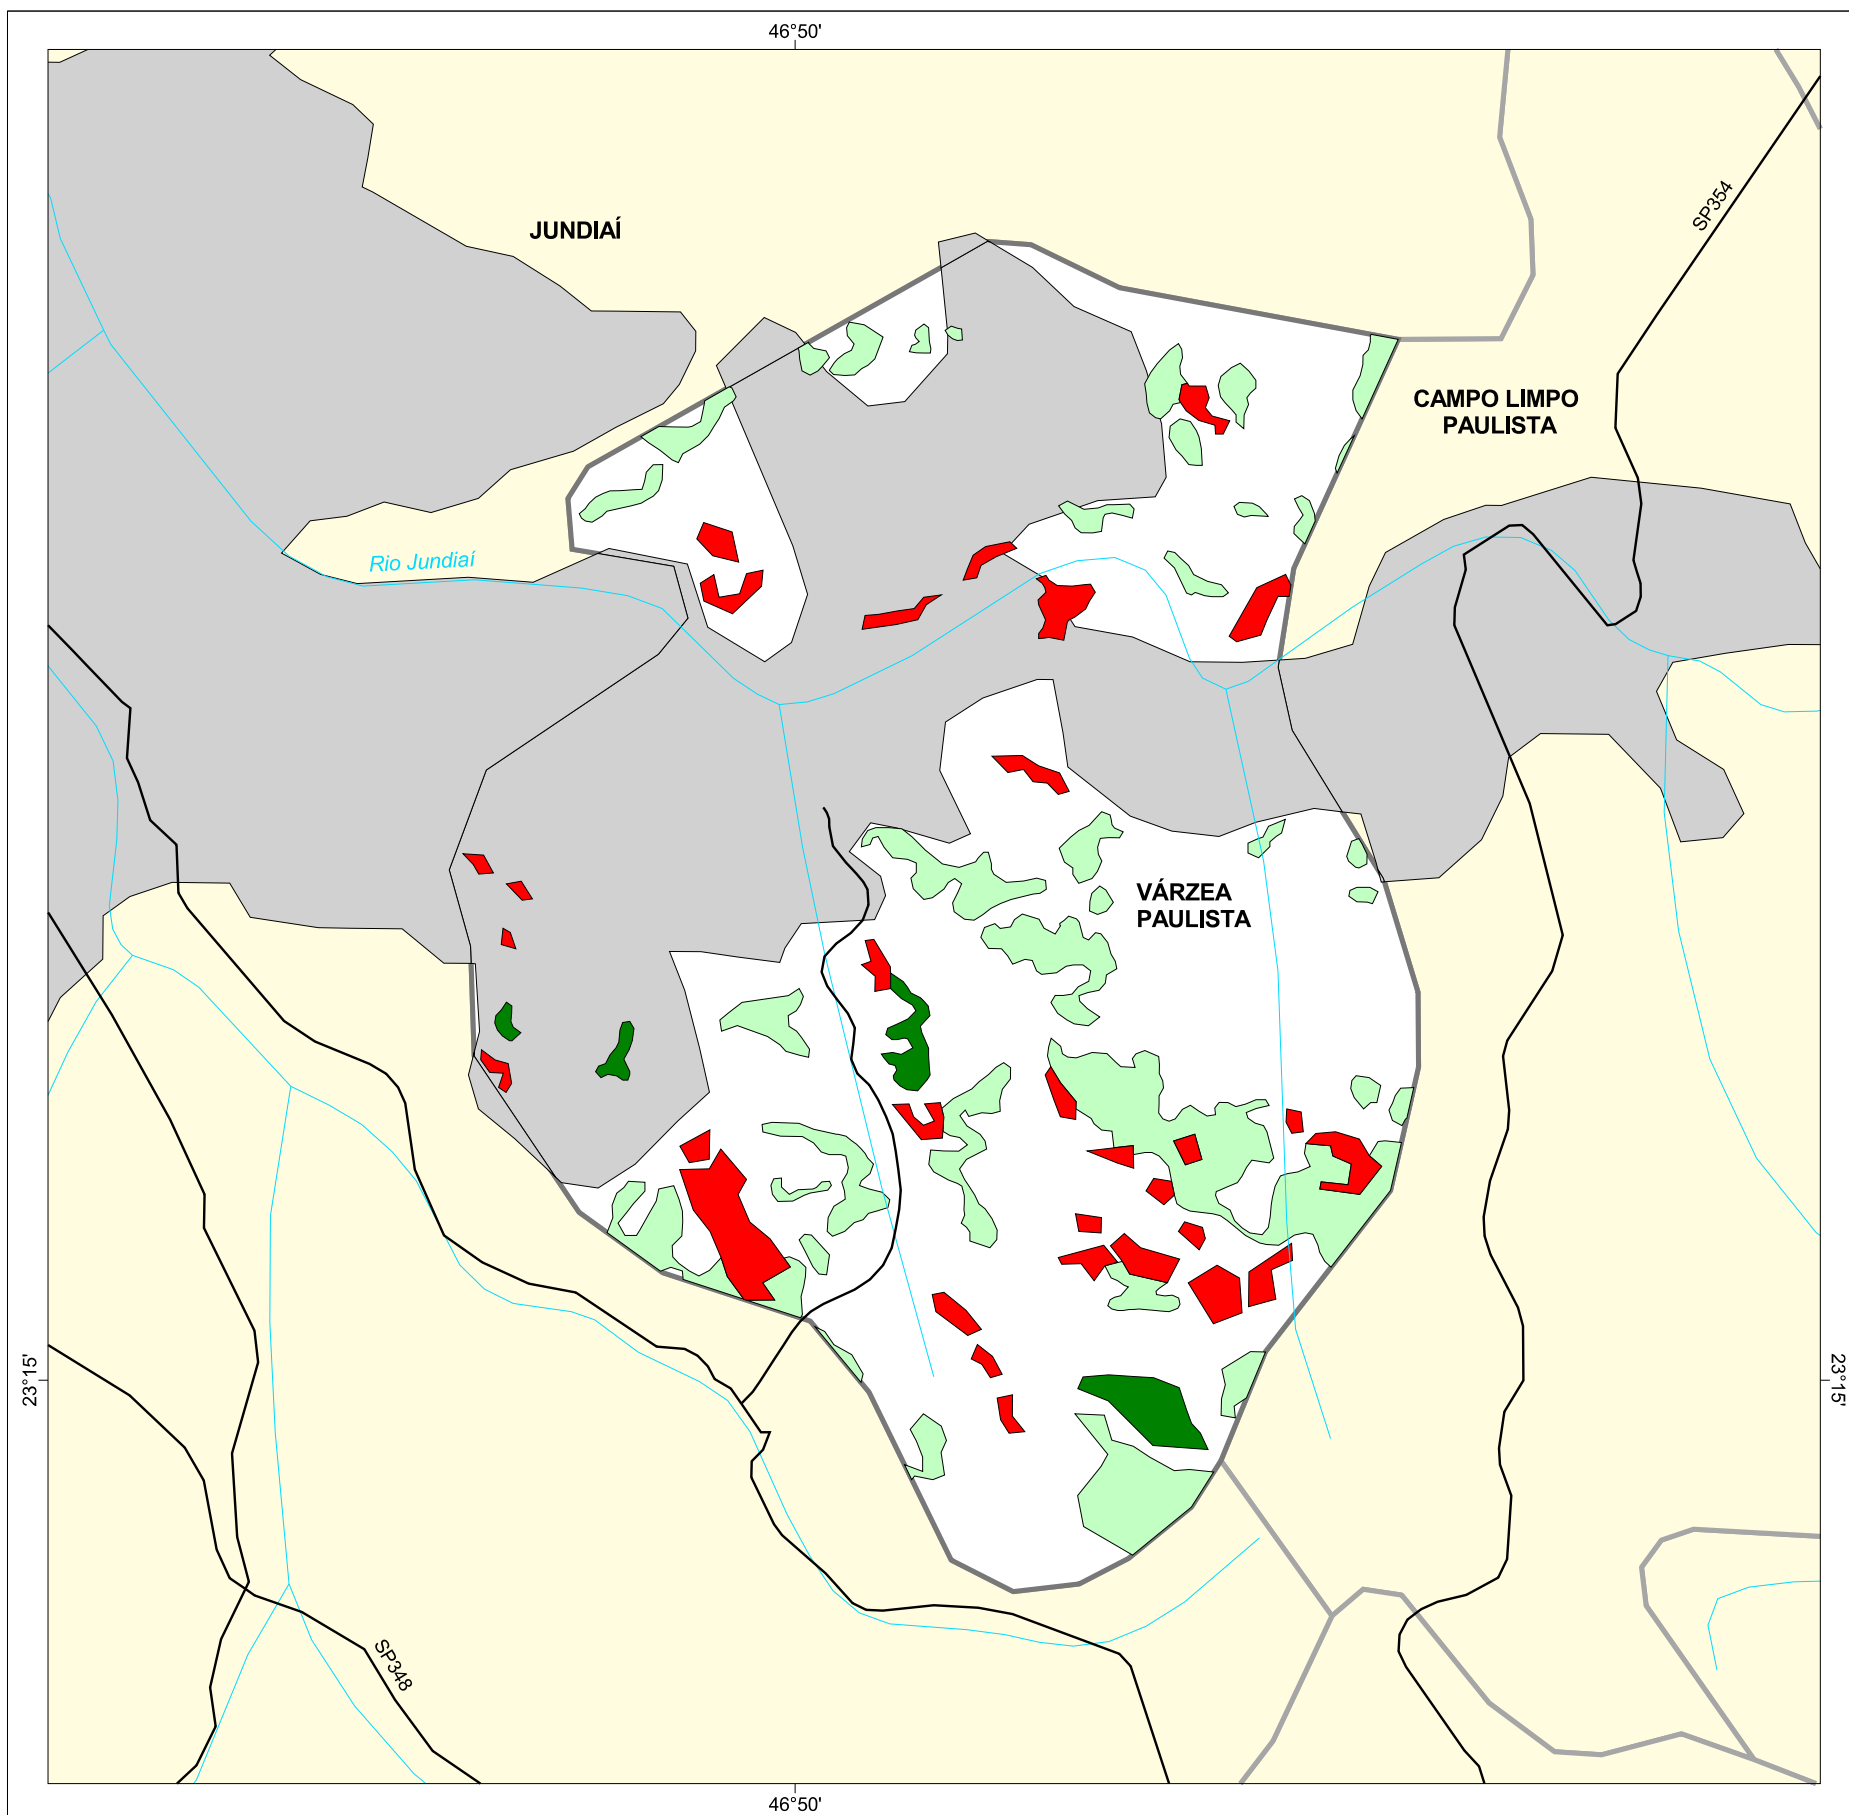 46°50'
SP354
JUNDIAÍ
CAMPO LIMPO
PAULISTA
Rio Jundiaí
VÁRZEA
PAULISTA
23°15'
23°15'
SP348
46°50'